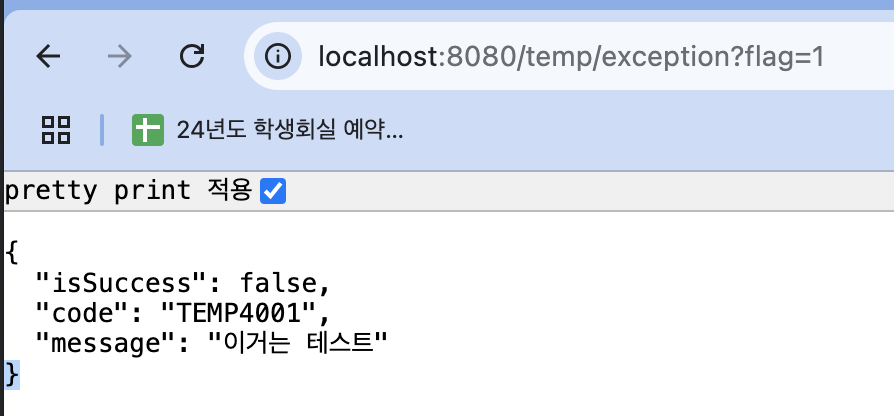 localhost:8080/temp/exception?flag=1
24년도 학생회실 예약...
pretty print 적용
{
  "isSuccess": false,
  "code": "TEMP4001",
  "message": "이거는 테스트"
}